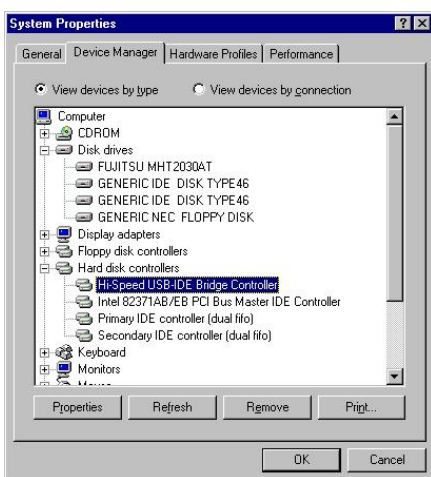 System Properties
General Device Manager Hardware Profiles Performance
View devices by type View devices by connection
Computer
CDROM
Disk drives
FUJITSU MHT2030AT
GENERIC IDE DISK TYPE46
GENERIC IDE DISK TYPE46
GENERIC NEC FLOPPY DISK
Display adapters
Floppy disk controllers
Hard disk controllers
Hi-Speed USB-IDE Bridge Controller
Intel 82371AB/EB PCI Bus Master IDE Controller
Primary IDE controller (dual fifo)
Secondary IDE controller (dual fifo)
Keyboard
Monitors
Properties Refresh Remove Print...
OK Cancel